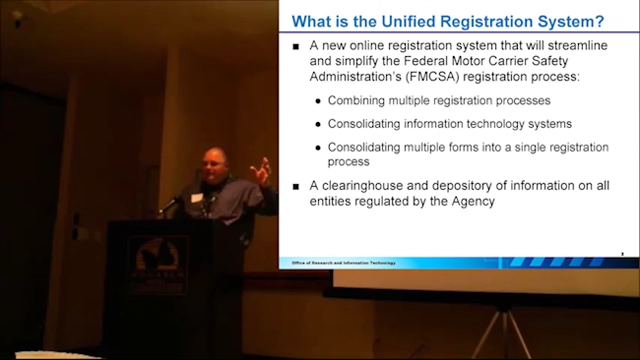 What is the Unified Registration System?
■ A new online registration system that will streamline
and simplify the Federal Motor Carrier Safety
Administration's (FMCSA) registration process:
● Combining multiple registration processes
● Consolidating information technology systems
● Consolidating multiple forms into a single registration
process
■ A clearinghouse and depository of information on all
entities regulated by the Agency
Office of Research and Information Technology